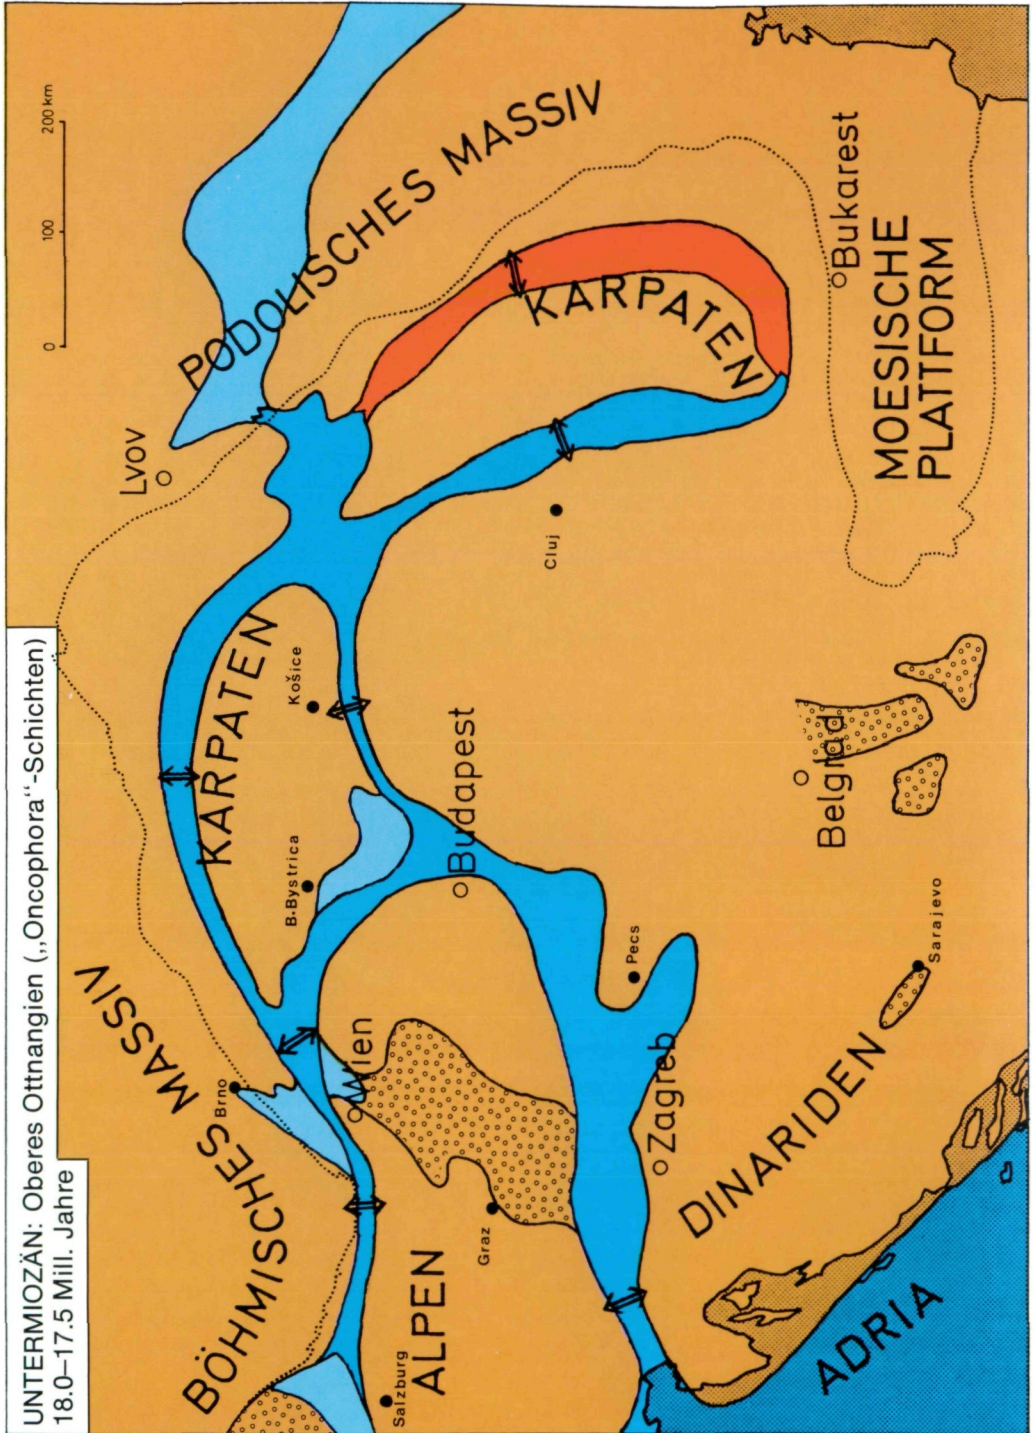 UNTERMIOZÄN: Oberes Ottnangien („Oncophora“-Schichten)
18.0–17.5 Mill. Jahre
0 100 200 km
BÖHMISCHES MASSIV
PODOLISCHES MASSIV
Lvov
Brno
KARPATEN
B.Bystrica
Košice
Salzburg
ALPEN
Wien
Graz
Budapest
Cluj
KARPATEN
Pecs
Zagreb
Belgrad
Bukarest
MOESISCHE
PLATTFORM
DINARIDEN
Sarajevo
ADRIA